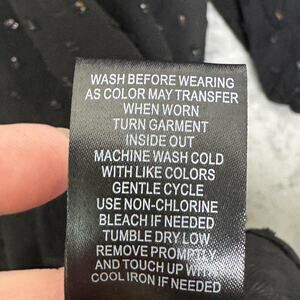 WASH BEFORE WEARING
AS COLOR MAY TRANSFER
WHEN WORN
TURN GARMENT
INSIDE OUT
MACHINE WASH COLD
WITH LIKE COLORS
GENTLE CYCLE
USE NON-CHLORINE
BLEACH IF NEEDED
TUMBLE DRY LOW
REMOVE PROMPTLY
AND TOUCH UP WITH
COOL IRON IF NEEDED